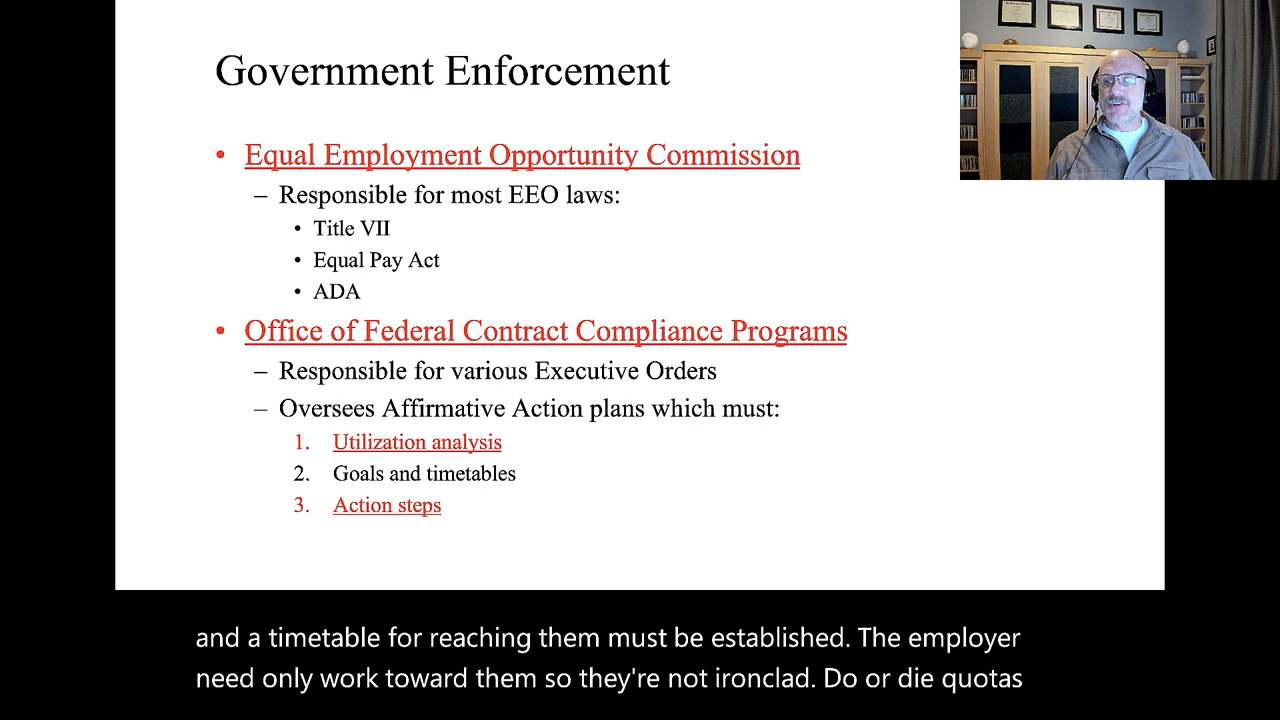 Government Enforcement
• Equal Employment Opportunity Commission
– Responsible for most EEO laws:
• Title VII
• Equal Pay Act
• ADA
• Office of Federal Contract Compliance Programs
– Responsible for various Executive Orders
– Oversees Affirmative Action plans which must:
1. Utilization analysis
2. Goals and timetables
3. Action steps
and a timetable for reaching them must be established. The employer
need only work toward them so they're not ironclad. Do or die quotas